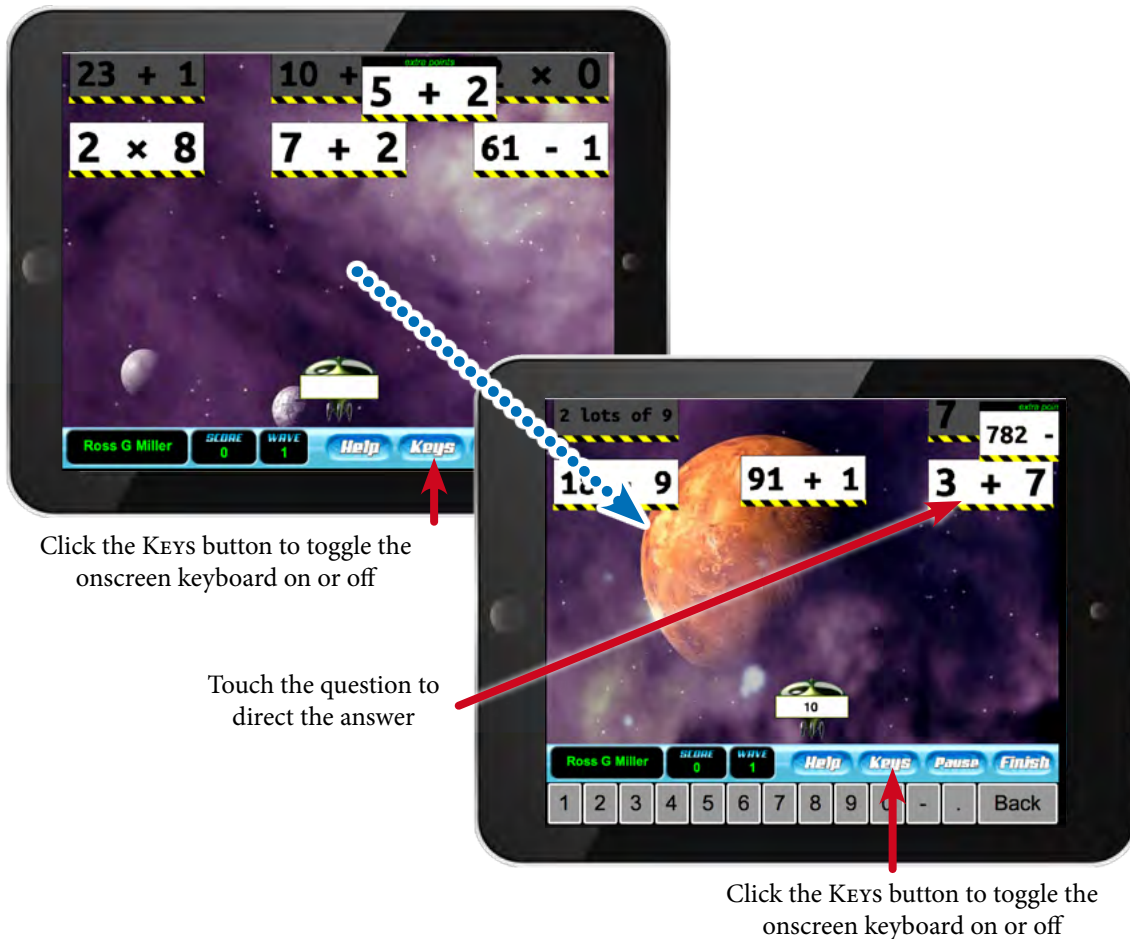 extra points
23 + 1
10 +
× 0
5 + 2
2 × 8
7 + 2
61 - 1
Ross G Miller
SCORE
0
WAVE
1
Help
Keys
Click the KEYS button to toggle the
onscreen keyboard on or off
2 lots of 9
7
782 -
9
91 + 1
3 + 7
Touch the question to
direct the answer
10
Ross G Miller
SCORE
0
WAVE
1
Help
Keys
Pause
Finish
1 2 3 4 5 6 7 8 9 0 - . Back
Click the KEYS button to toggle the
onscreen keyboard on or off